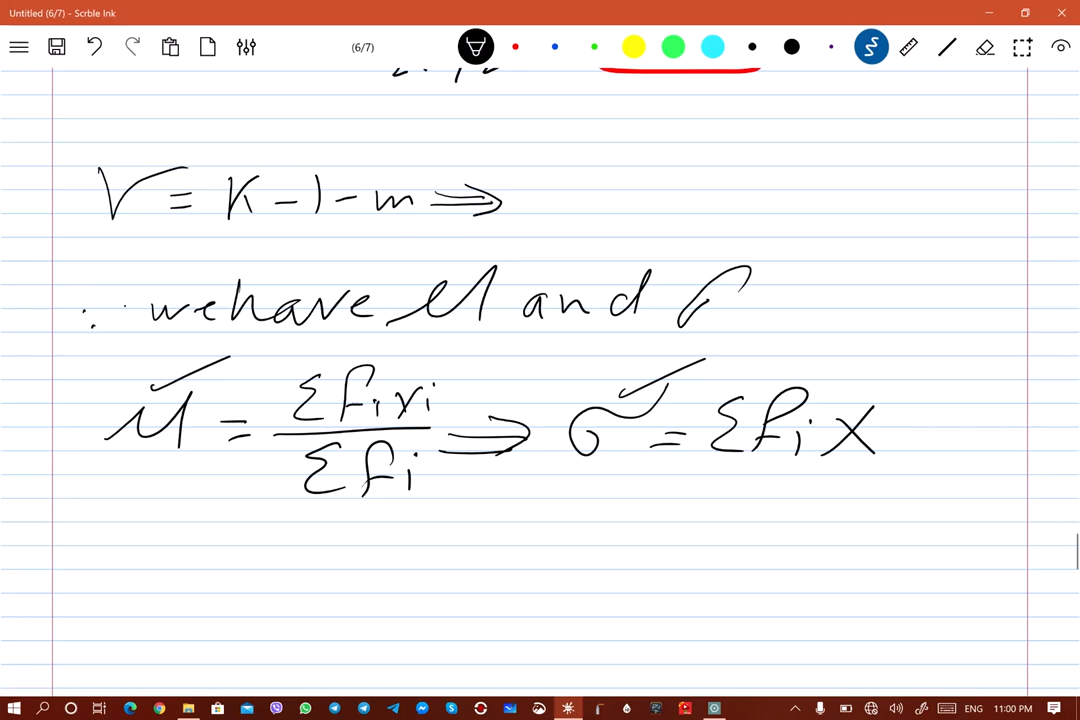 Untitled (6/7) - Scrble Ink
(6/7)
V = K - 1 - m ⇒
∵ we have μ and σ
μ = Σfixi / Σfi ⇒ σ = Σfi x
ENG 11:00 PM